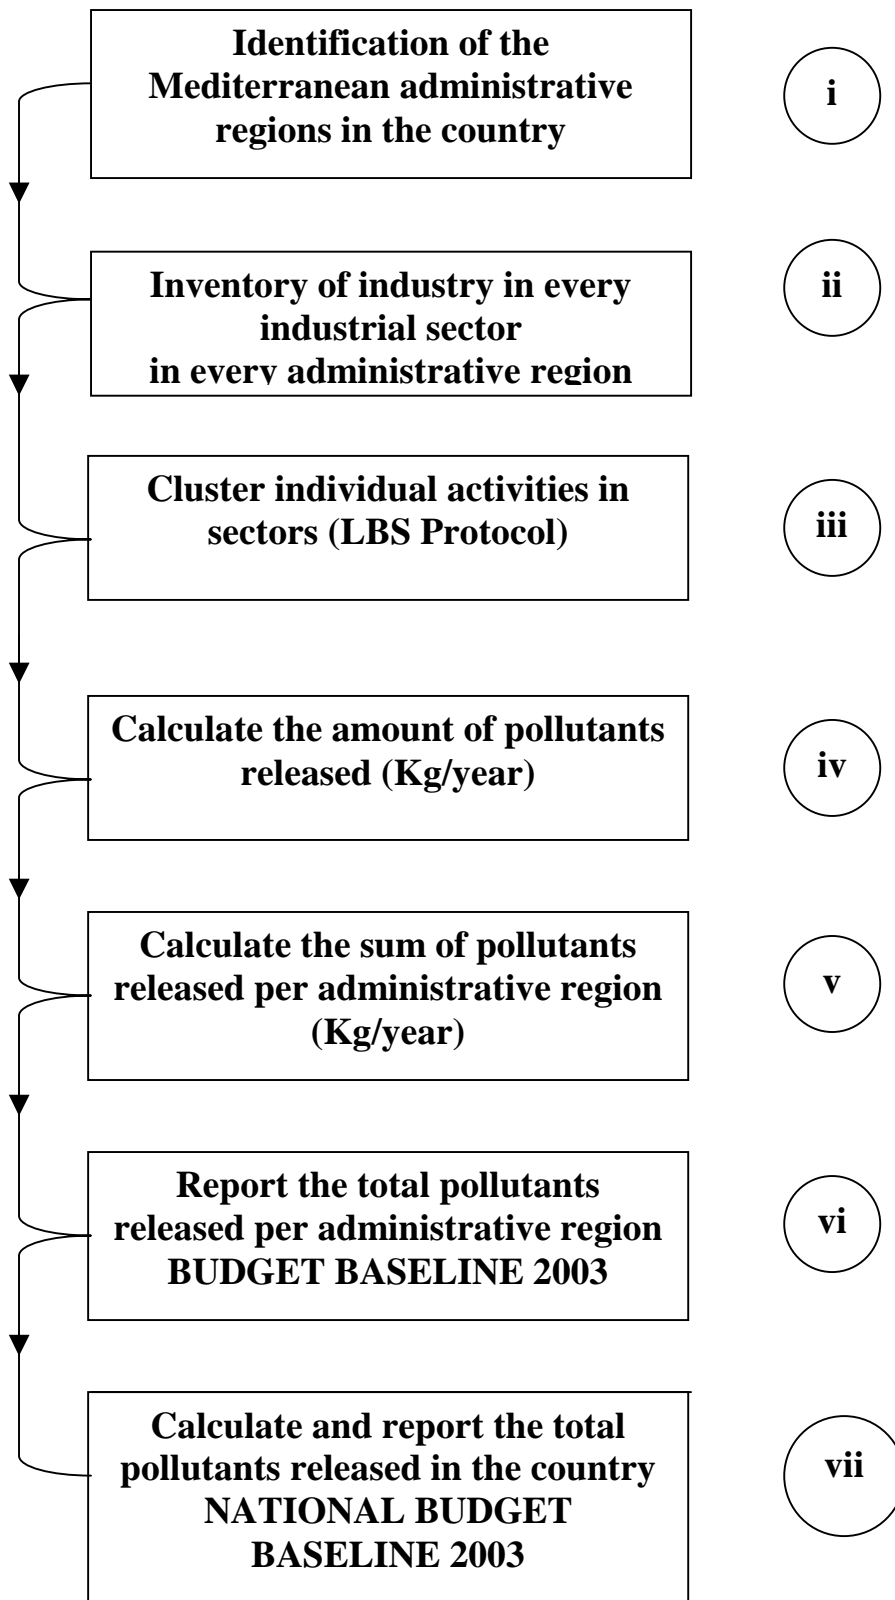 Identification of the
Mediterranean administrative
regions in the country
i
Inventory of industry in every
industrial sector
in every administrative region
ii
Cluster individual activities in
sectors (LBS Protocol)
iii
Calculate the amount of pollutants
released (Kg/year)
iv
Calculate the sum of pollutants
released per administrative region
(Kg/year)
v
Report the total pollutants
released per administrative region
BUDGET BASELINE 2003
vi
Calculate and report the total
pollutants released in the country
NATIONAL BUDGET
BASELINE 2003
vii